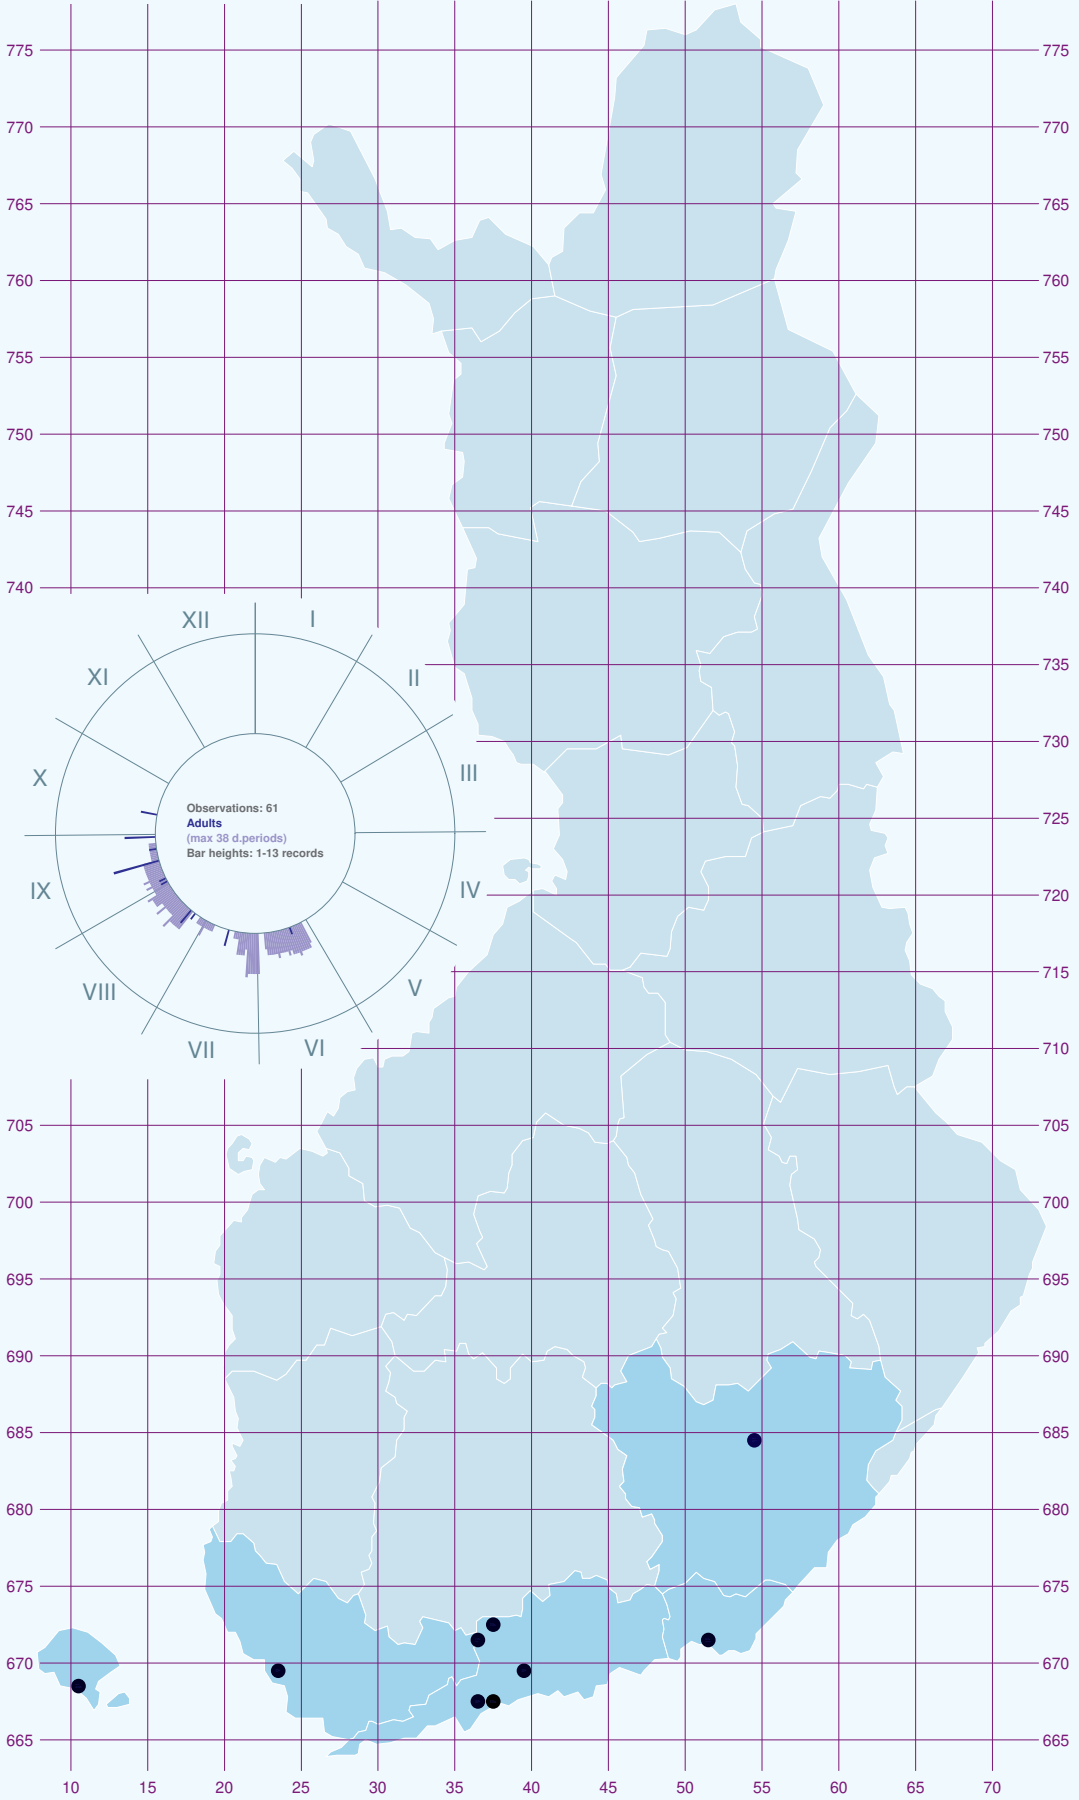 775 775
770 770
765 765
760 760
755 755
750 750
745 745
740 740
XII I
XI II
735
730
X III
Observations: 61
Adults
(max 38 d.periods)
Bar heights: 1-13 records
725
IX IV
720
VIII V
715
VII VI
710
705 705
700 700
695 695
690 690
685 685
680 680
675 675
670 670
665 665
10 15 20 25 30 35 40 45 50 55 60 65 70